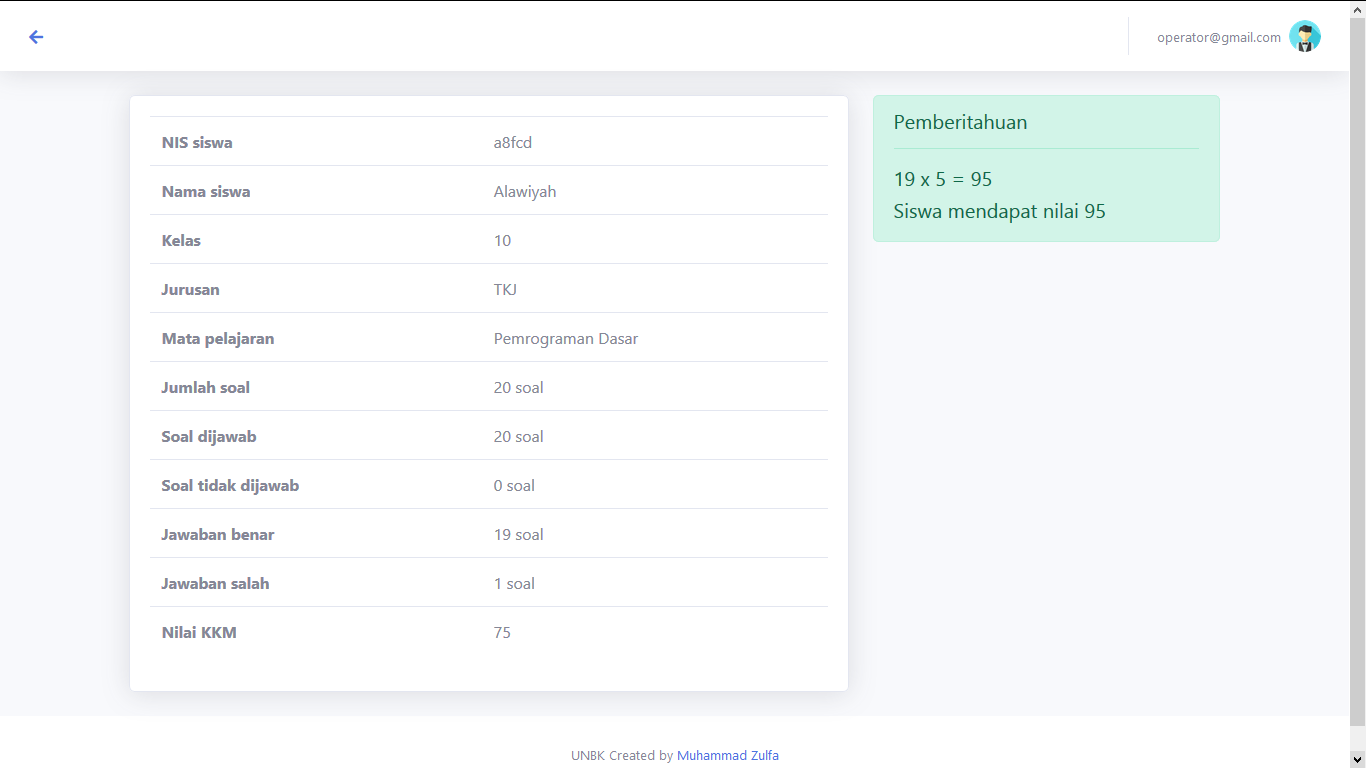 operator@gmail.com
NIS siswa a8fcd
Nama siswa Alawiyah
Kelas 10
Jurusan TKJ
Mata pelajaran Pemrograman Dasar
Jumlah soal 20 soal
Soal dijawab 20 soal
Soal tidak dijawab 0 soal
Jawaban benar 19 soal
Jawaban salah 1 soal
Nilai KKM 75
Pemberitahuan
19 x 5 = 95
Siswa mendapat nilai 95
UNBK Created by Muhammad Zulfa